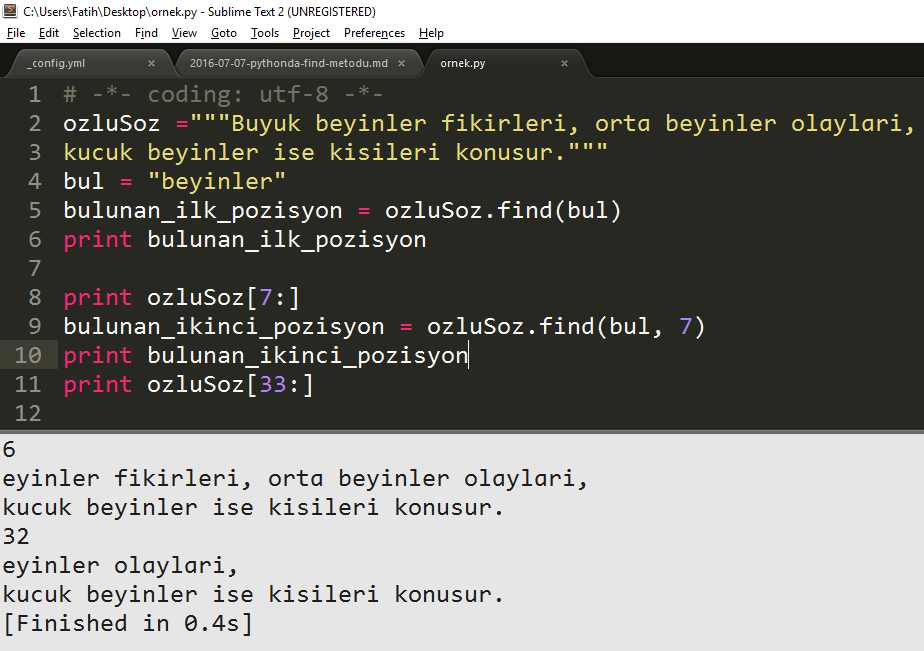 C:\Users\Fatih\Desktop\ornek.py - Sublime Text 2 (UNREGISTERED)
File Edit Selection Find View Goto Tools Project Preferences Help
_config.yml × 2016-07-07-pythonda-find-metodu.md × ornek.py ×
1 # -*- coding: utf-8 -*-
2 ozluSoz ="""Buyuk beyinler fikirleri, orta beyinler olaylari,
3 kucuk beyinler ise kisileri konusur."""
4 bul = "beyinler"
5 bulunan_ilk_pozisyon = ozluSoz.find(bul)
6 print bulunan_ilk_pozisyon
7
8 print ozluSoz[7:]
9 bulunan_ikinci_pozisyon = ozluSoz.find(bul, 7)
10 print bulunan_ikinci_pozisyon
11 print ozluSoz[33:]
12
6
eyinler fikirleri, orta beyinler olaylari,
kucuk beyinler ise kisileri konusur.
32
eyinler olaylari,
kucuk beyinler ise kisileri konusur.
[Finished in 0.4s]